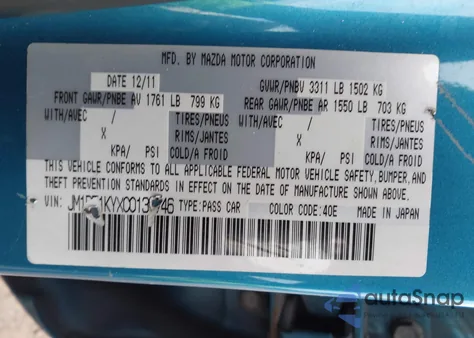 MFD. BY MAZDA MOTOR CORPORATION
DATE 12/11 GVWR/PNBV 3311 LB 1502 KG
FRONT GAWR/PNBE AV 1761 LB 799 KG REAR GAWR/PNBE AR 1550 LB 703 KG
WITH/AVEC / TIRES/PNEUS WITH/AVEC / TIRES/PNEUS
X RIMS/JANTES X RIMS/JANTES
KPA/ PSI COLD/A FROID KPA/ PSI COLD/A FROID
THIS VEHICLE CONFORMS TO ALL APPLICABLE FEDERAL MOTOR VEHICLE SAFETY, BUMPER, AND
THEFT PREVENTION STANDARDS IN EFFECT ON THE DATE OF MANUFACTURE SHOWN ABOVE.
VIN: TYPE:PASS CAR COLOR CODE:40E MADE IN JAPAN
autoSnap